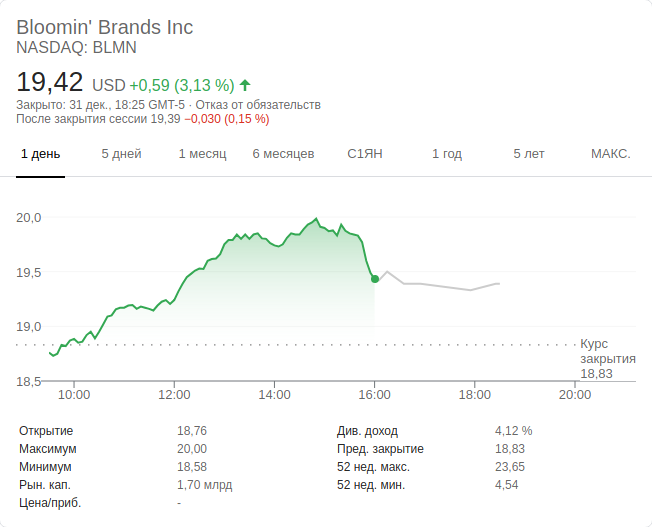 Bloomin' Brands Inc
NASDAQ: BLMN
19,42 USD +0,59 (3,13 %)
Закрыто: 31 дек., 18:25 GMT-5 · Отказ от обязательств
После закрытия сессии 19,39 −0,030 (0,15 %)
1 день 5 дней 1 месяц 6 месяцев С1ЯН 1 год 5 лет МАКС.
20,0
19,5
19,0
Курс
закрытия
18,83
18,5
10:00 12:00 14:00 16:00 18:00 20:00
Открытие 18,76 Див. доход 4,12 %
Максимум 20,00 Пред. закрытие 18,83
Минимум 18,58 52 нед. макс. 23,65
Рын. кап. 1,70 млрд 52 нед. мин. 4,54
Цена/приб. -